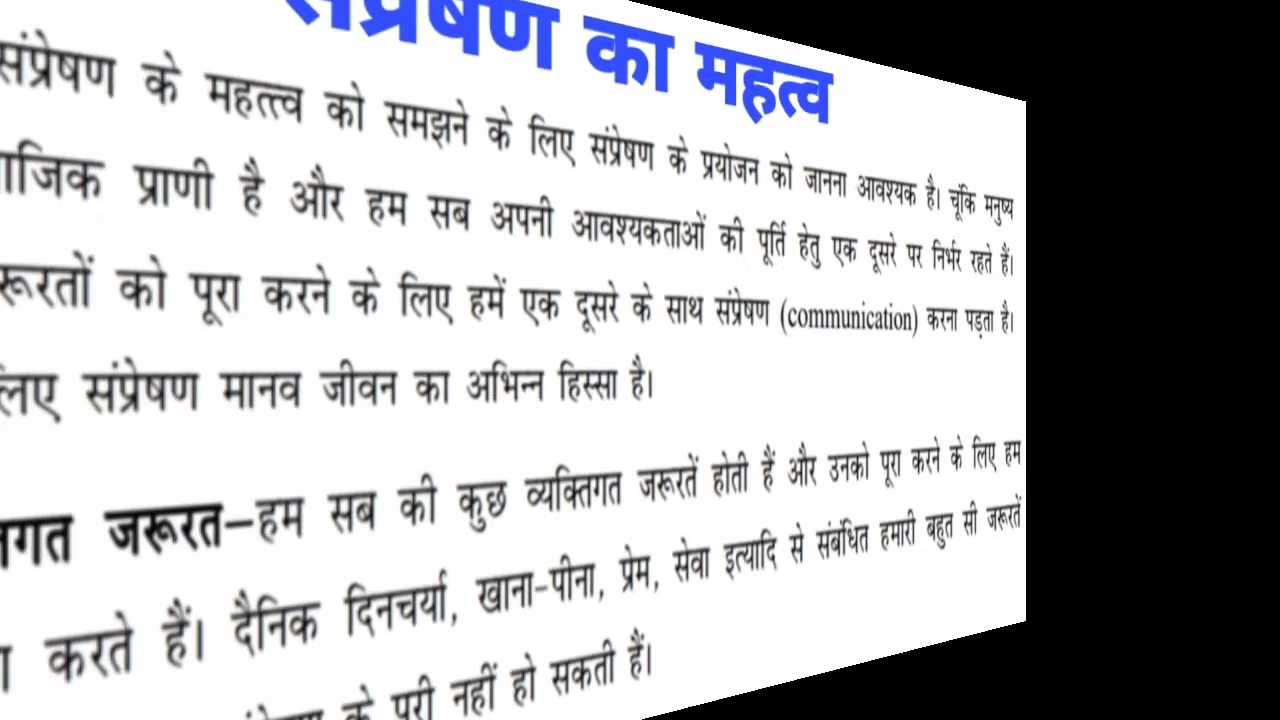 संप्रेषण का महत्व
संप्रेषण के महत्त्व को समझने के लिए संप्रेषण के प्रयोजन को जानना आवश्यक है। चूंकि मनुष्य
प्राणी है और हम सब अपनी आवश्यकताओं की पूर्ति हेतु एक दूसरे पर निर्भर रहते हैं।
को पूरा करने के लिए हमें एक दूसरे के साथ संप्रेषण (communication) करना पड़ता है।
संप्रेषण मानव जीवन का अभिन्न हिस्सा है।
जरूरत–हम सब की कुछ व्यक्तिगत जरूरतें होती हैं और उनको पूरा करने के लिए हम
करते हैं। दैनिक दिनचर्या, खाना-पीना, प्रेम, सेवा इत्यादि से संबंधित हमारी बहुत सी जरूरतें
के पूरी नहीं हो सकती हैं।